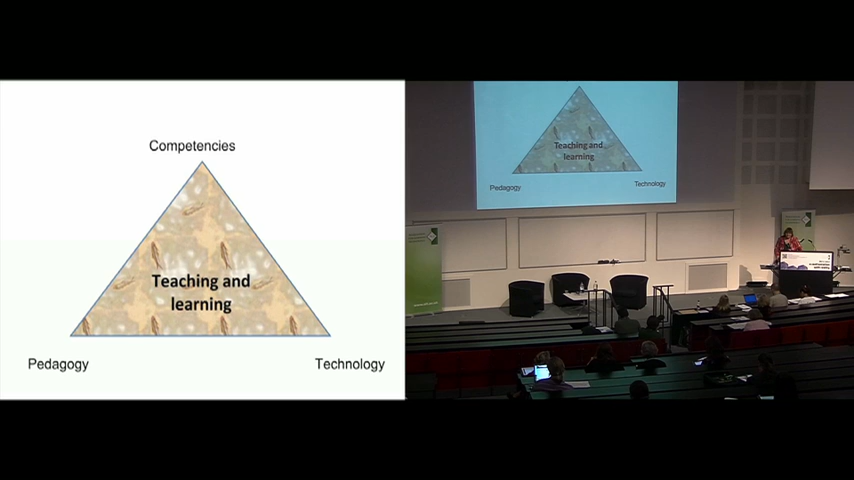 Competencies
Teaching and
learning
Pedagogy
Technology
Teaching and
learning
Pedagogy
Technology